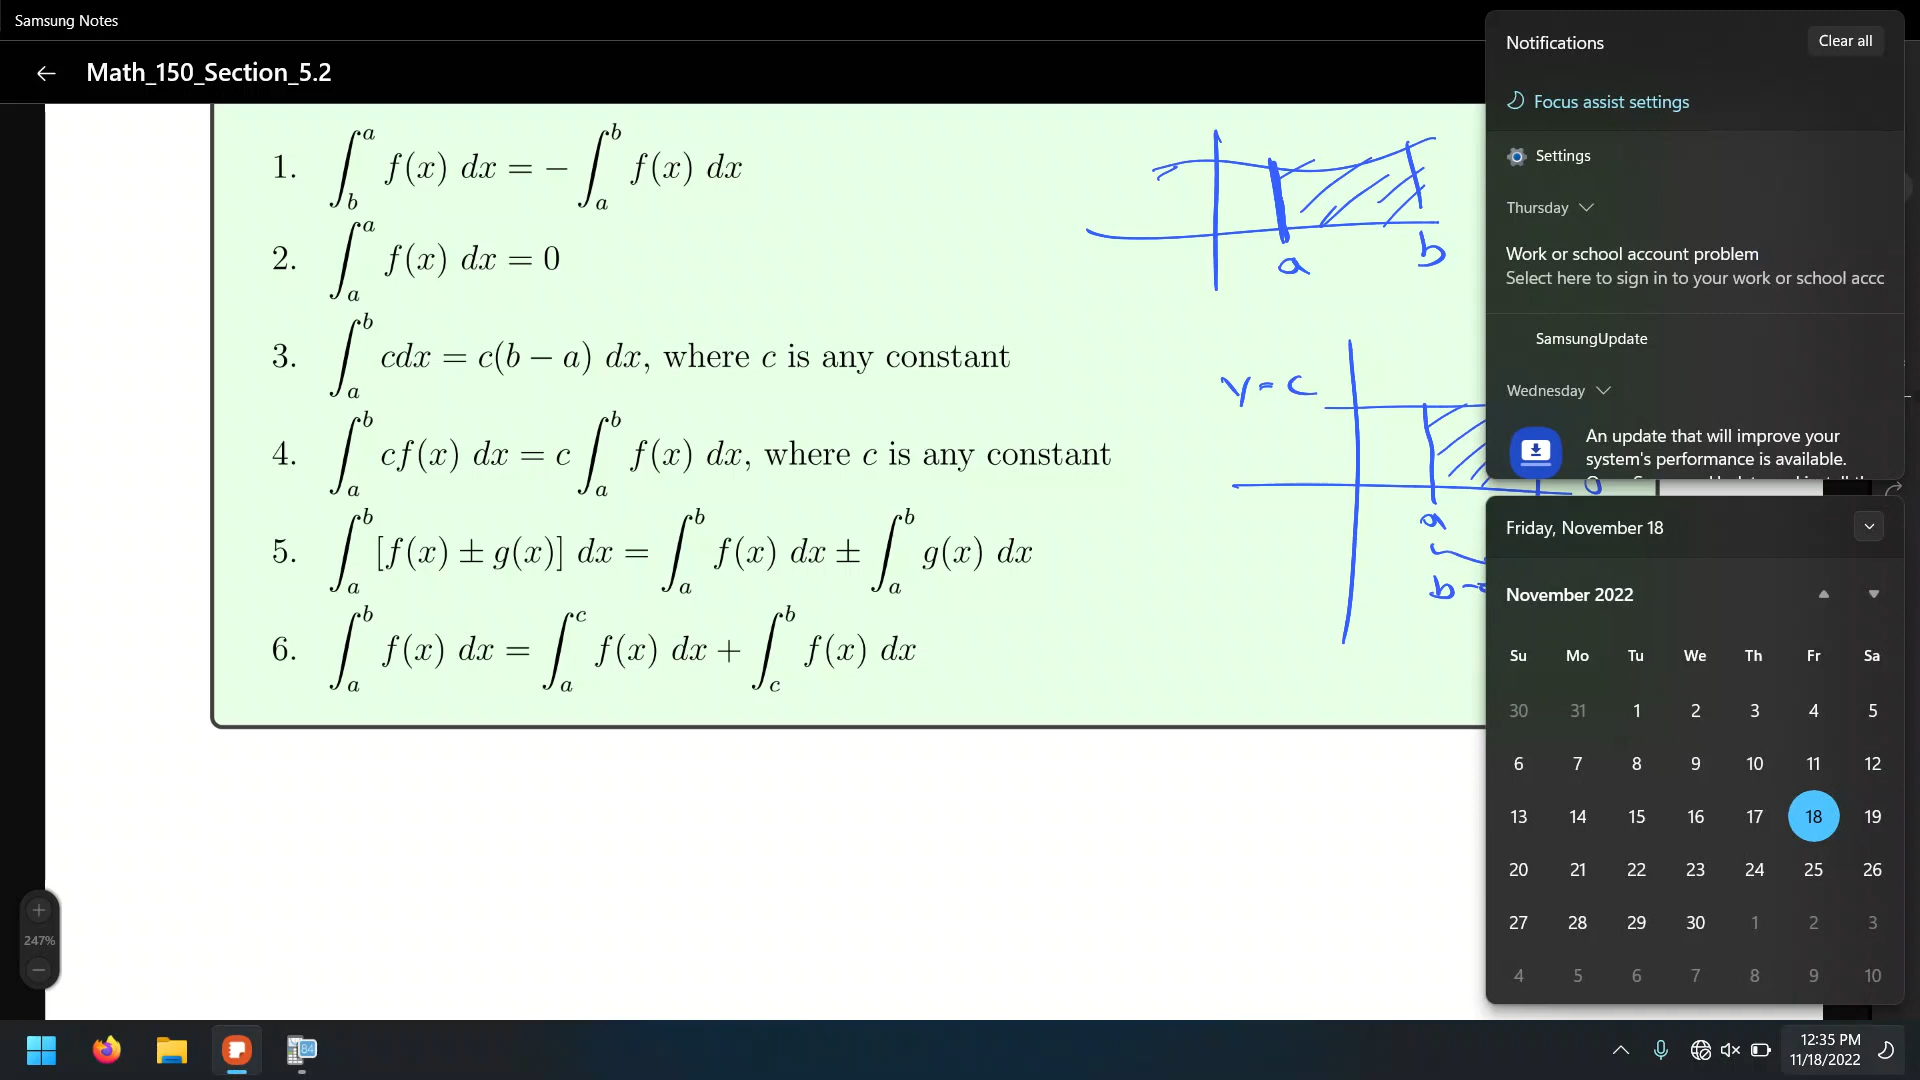 Samsung Notes
Math_150_Section_5.2
1. ∫_b^a f(x) dx = − ∫_a^b f(x) dx
2. ∫_a^a f(x) dx = 0
3. ∫_a^b cdx = c(b − a) dx, where c is any constant
4. ∫_a^b cf(x) dx = c ∫_a^b f(x) dx, where c is any constant
5. ∫_a^b [f(x) ± g(x)] dx = ∫_a^b f(x) dx ± ∫_a^b g(x) dx
6. ∫_a^b f(x) dx = ∫_a^c f(x) dx + ∫_c^b f(x) dx
a b
y = c
a
b-
247%
Notifications
Clear all
Focus assist settings
Settings
Thursday
Work or school account problem
Select here to sign in to your work or school acc
SamsungUpdate
Wednesday
An update that will improve your
system's performance is available.
Friday, November 18
November 2022
Su Mo Tu We Th Fr Sa
30 31 1 2 3 4 5
6 7 8 9 10 11 12
13 14 15 16 17 18 19
20 21 22 23 24 25 26
27 28 29 30 1 2 3
4 5 6 7 8 9 10
84
12:35 PM
11/18/2022